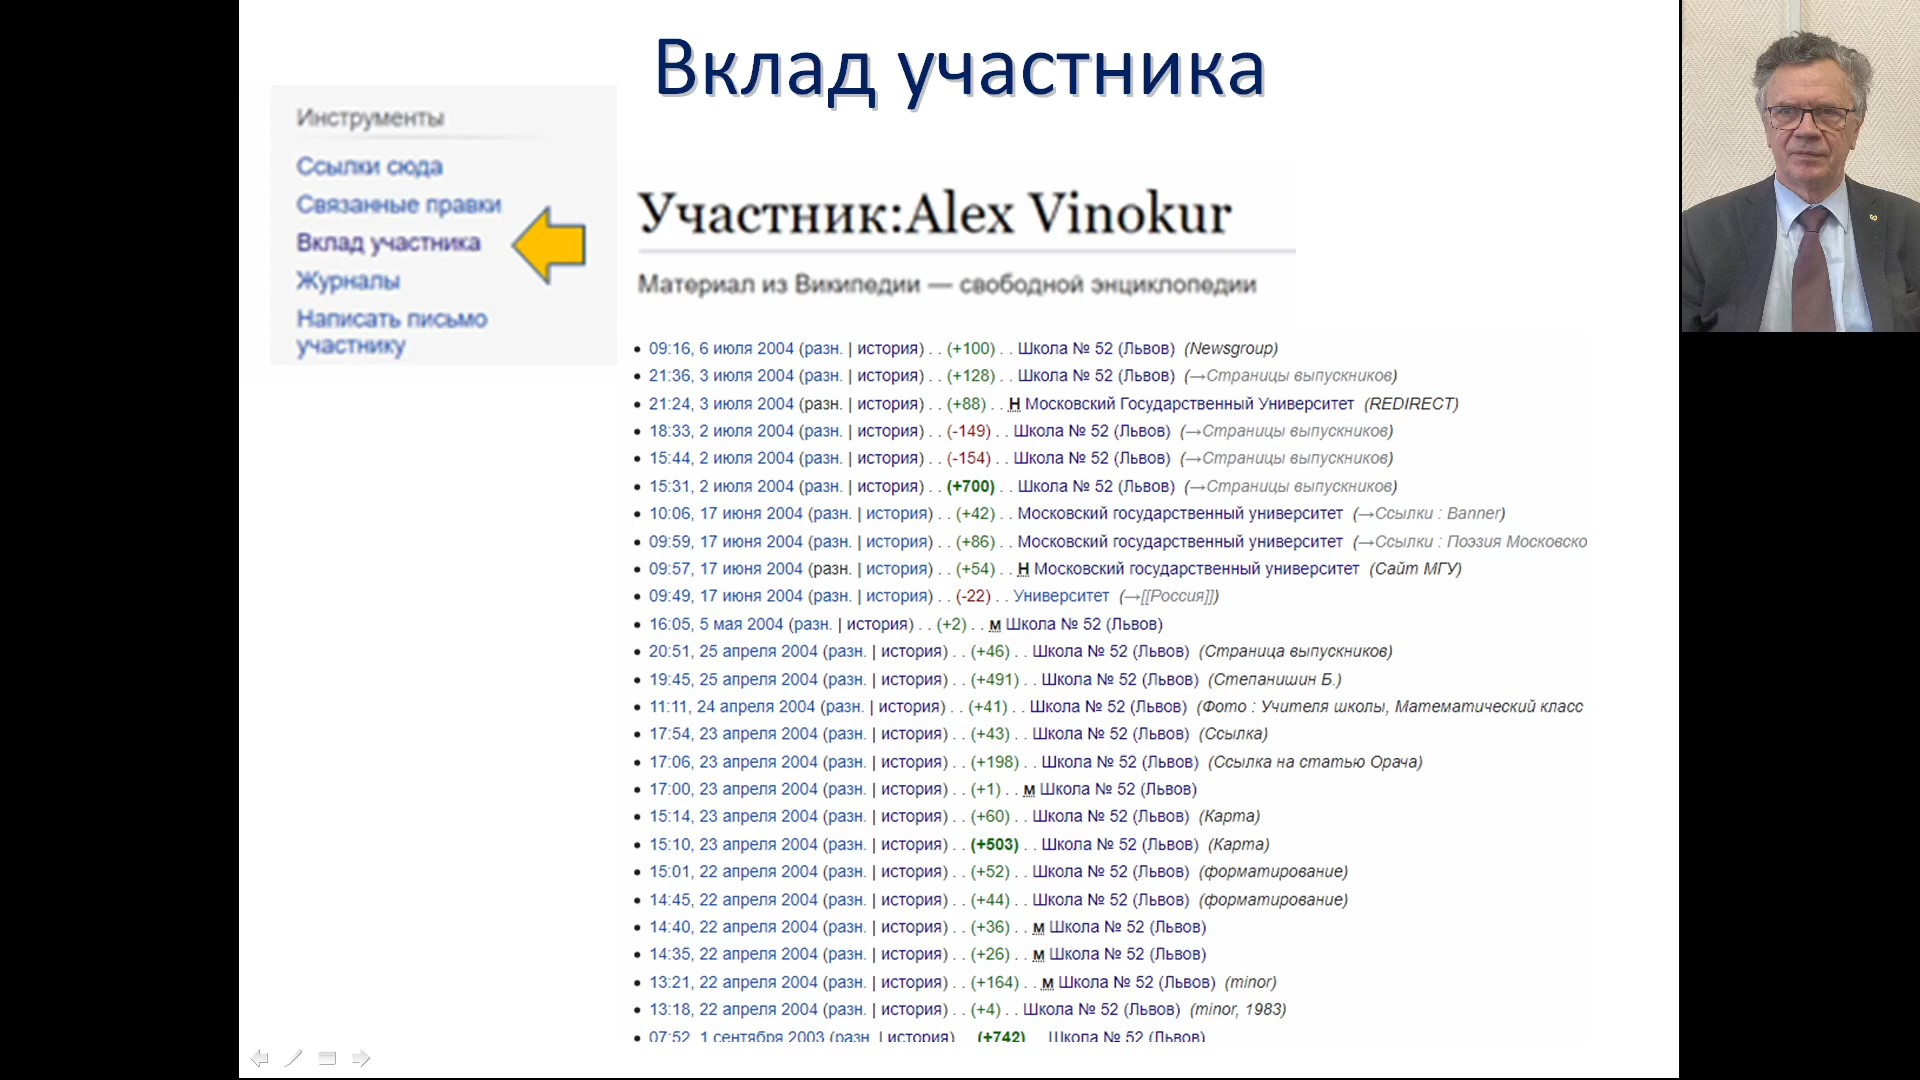 Вклад участника
Инструменты
Ссылки сюда
Связанные правки
Вклад участника
Журналы
Написать письмо
участнику
Участник:Alex Vinokur
Материал из Википедии — свободной энциклопедии
• 09:16, 6 июля 2004 (разн. | история) . . (+100) . . Школа № 52 (Львов) (Newsgroup)
• 21:36, 3 июля 2004 (разн. | история) . . (+128) . . Школа № 52 (Львов) (→Страницы выпускников)
• 21:24, 3 июля 2004 (разн. | история) . . (+88) . . Н Московский Государственный Университет (REDIRECT)
• 18:33, 2 июля 2004 (разн. | история) . . (-149) . . Школа № 52 (Львов) (→Страницы выпускников)
• 15:44, 2 июля 2004 (разн. | история) . . (-154) . . Школа № 52 (Львов) (→Страницы выпускников)
• 15:31, 2 июля 2004 (разн. | история) . . (+700) . . Школа № 52 (Львов) (→Страницы выпускников)
• 10:06, 17 июня 2004 (разн. | история) . . (+42) . . Московский государственный университет (→Ссылки : Banner)
• 09:59, 17 июня 2004 (разн. | история) . . (+86) . . Московский государственный университет (→Ссылки : Поэзия Московско
• 09:57, 17 июня 2004 (разн. | история) . . (+54) . . Н Московский государственный университет (Сайт МГУ)
• 09:49, 17 июня 2004 (разн. | история) . . (-22) . . Университет (→[[Россия]])
• 16:05, 5 мая 2004 (разн. | история) . . (+2) . . м Школа № 52 (Львов)
• 20:51, 25 апреля 2004 (разн. | история) . . (+46) . . Школа № 52 (Львов) (Страница выпускников)
• 19:45, 25 апреля 2004 (разн. | история) . . (+491) . . Школа № 52 (Львов) (Степанишин Б.)
• 11:11, 24 апреля 2004 (разн. | история) . . (+41) . . Школа № 52 (Львов) (Фото : Учителя школы, Математический класс
• 17:54, 23 апреля 2004 (разн. | история) . . (+43) . . Школа № 52 (Львов) (Ссылка)
• 17:06, 23 апреля 2004 (разн. | история) . . (+198) . . Школа № 52 (Львов) (Ссылка на статью Орача)
• 17:00, 23 апреля 2004 (разн. | история) . . (+1) . . м Школа № 52 (Львов)
• 15:14, 23 апреля 2004 (разн. | история) . . (+60) . . Школа № 52 (Львов) (Карта)
• 15:10, 23 апреля 2004 (разн. | история) . . (+503) . . Школа № 52 (Львов) (Карта)
• 15:01, 22 апреля 2004 (разн. | история) . . (+52) . . Школа № 52 (Львов) (форматирование)
• 14:45, 22 апреля 2004 (разн. | история) . . (+44) . . Школа № 52 (Львов) (форматирование)
• 14:40, 22 апреля 2004 (разн. | история) . . (+36) . . м Школа № 52 (Львов)
• 14:35, 22 апреля 2004 (разн. | история) . . (+26) . . м Школа № 52 (Львов)
• 13:21, 22 апреля 2004 (разн. | история) . . (+164) . . м Школа № 52 (Львов) (minor)
• 13:18, 22 апреля 2004 (разн. | история) . . (+4) . . Школа № 52 (Львов) (minor, 1983)
• 07:52, 1 сентября 2003 (разн. | история) . . (+742) . . Школа № 52 (Львов)